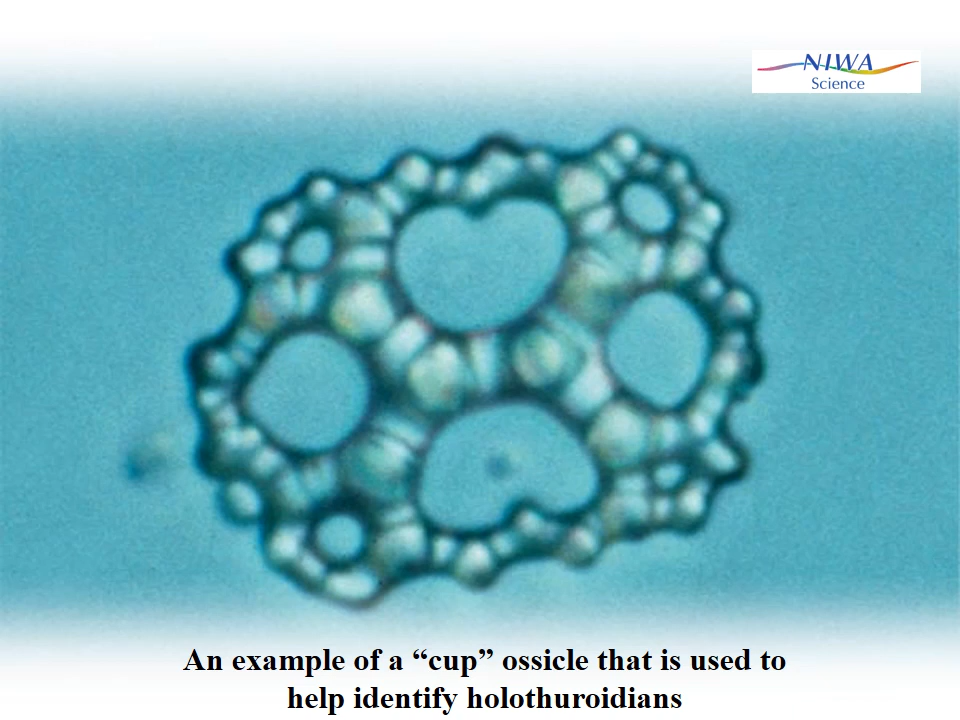 NIWA
Science
An example of a “cup” ossicle that is used to
help identify holothuroidians